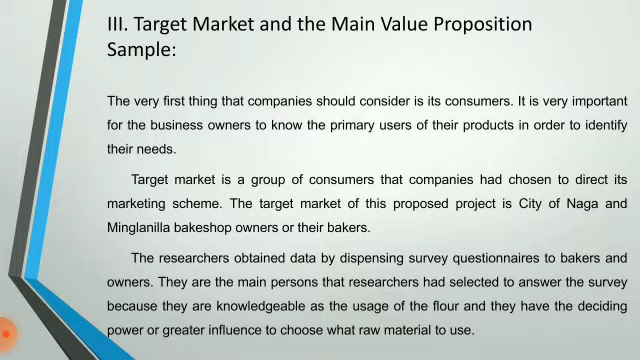 III. Target Market and the Main Value Proposition
Sample:
The very first thing that companies should consider is its consumers. It is very important
for the business owners to know the primary users of their products in order to identify
their needs.
Target market is a group of consumers that companies had chosen to direct its
marketing scheme. The target market of this proposed project is City of Naga and
Minglanilla bakeshop owners or their bakers.
The researchers obtained data by dispensing survey questionnaires to bakers and
owners. They are the main persons that researchers had selected to answer the survey
because they are knowledgeable as the usage of the flour and they have the deciding
power or greater influence to choose what raw material to use.